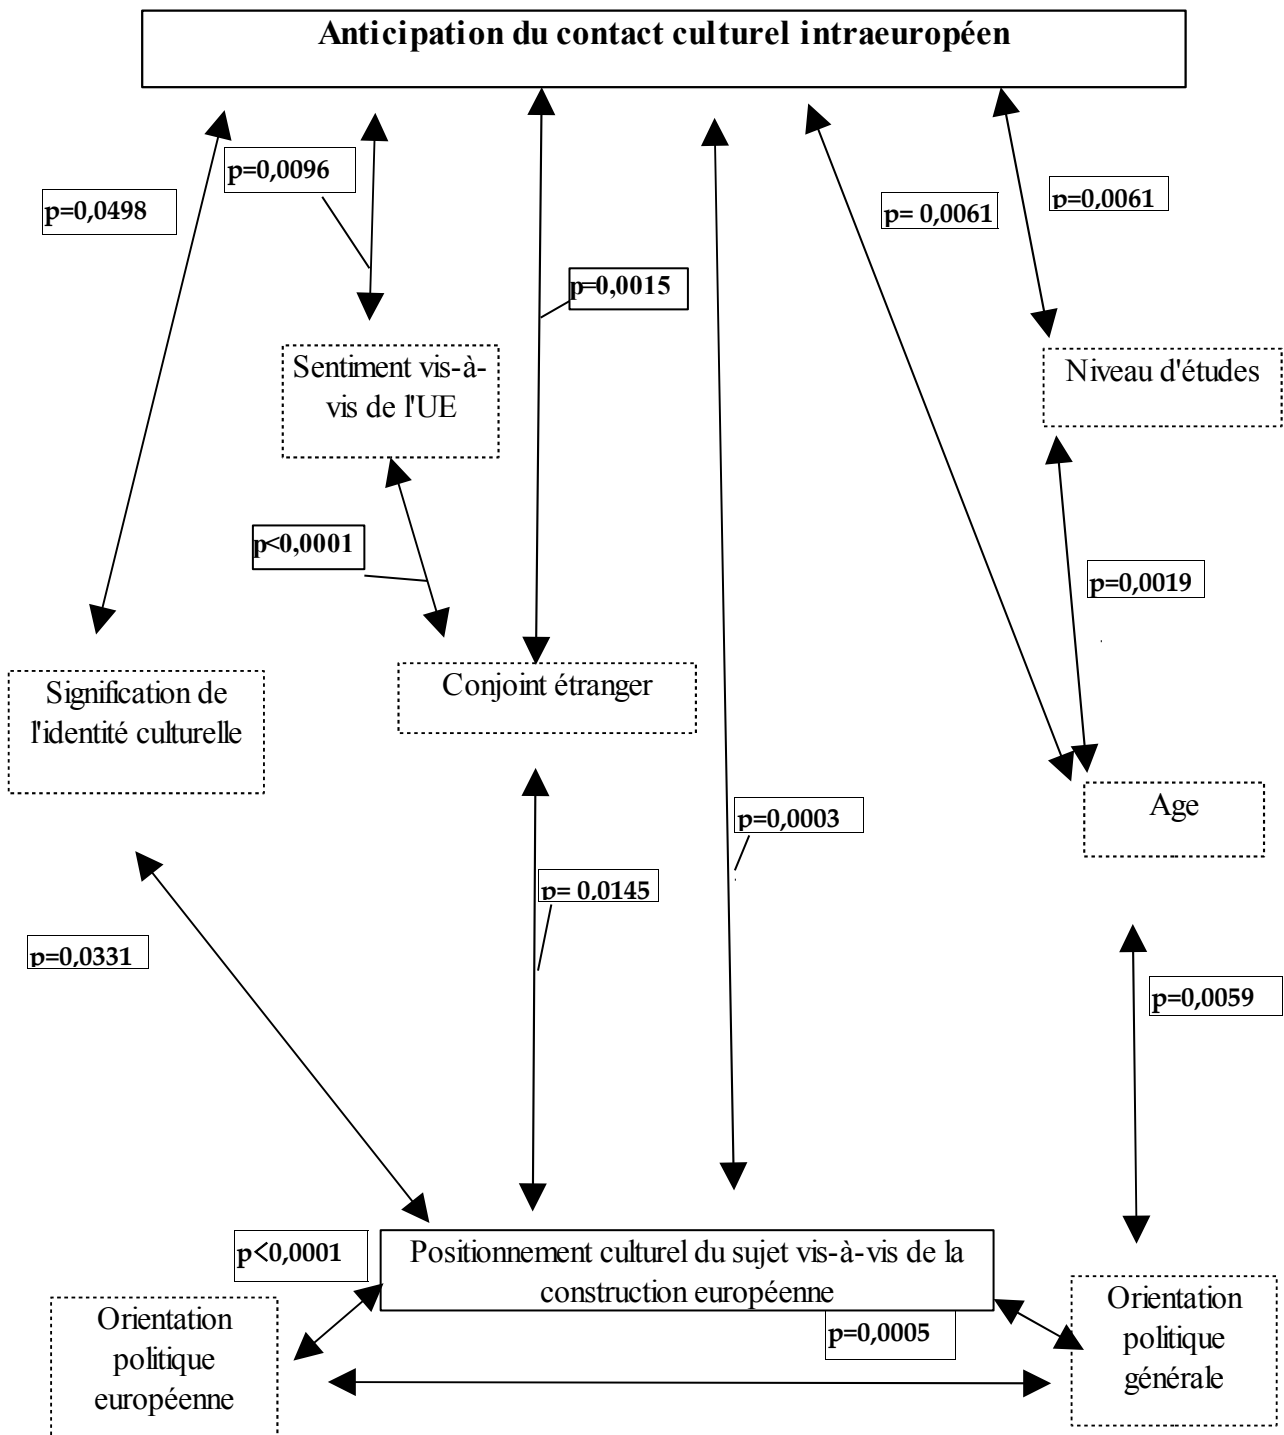 Anticipation du contact culturel intraeuropéen
p=0,0096
p=0,0498
p= 0,0061
p=0,0061
p=0,0015
Sentiment vis-à-
vis de l'UE
Niveau d'études
p<0,0001
p=0,0019
Signification de
l'identité culturelle
Conjoint étranger
Age
p=0,0003
p= 0,0145
p=0,0331
p=0,0059
p<0,0001
Positionnement culturel du sujet vis-à-vis de la
construction européenne
p=0,0005
Orientation
politique
européenne
Orientation
politique
générale